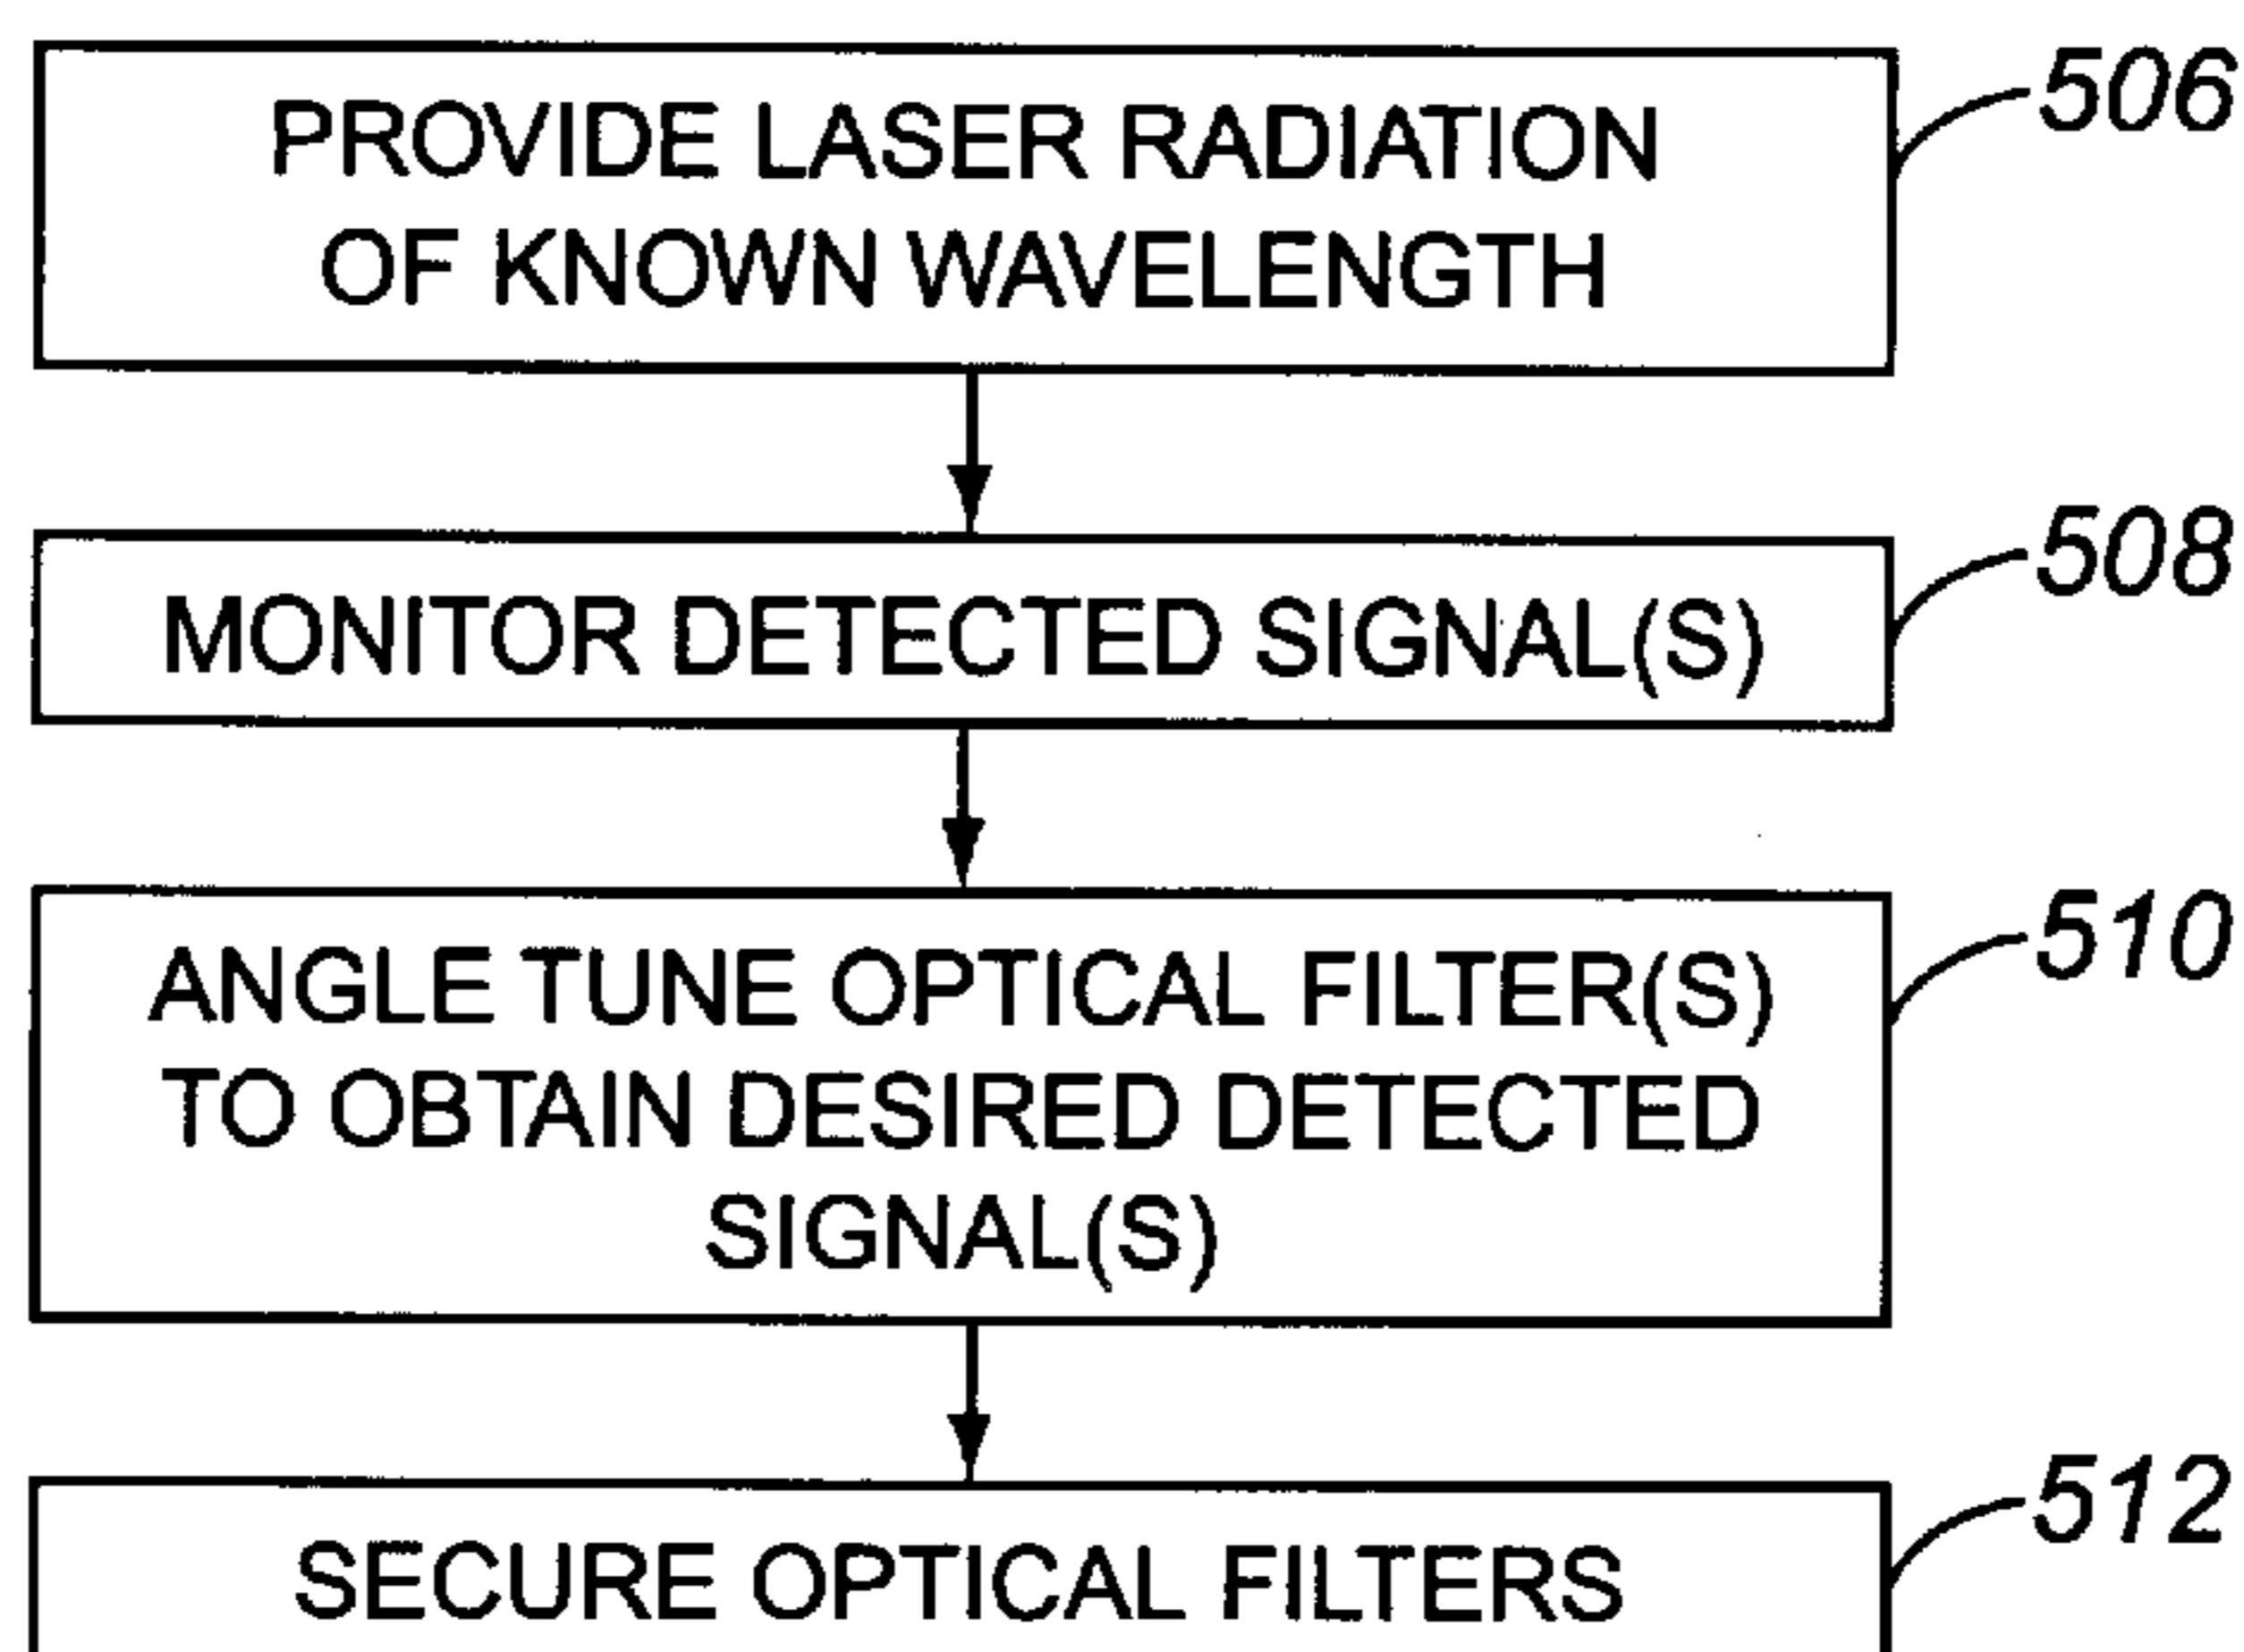 PROVIDE LASER RADIATION
OF KNOWN WAVELENGTH
506
MONITOR DETECTED SIGNAL(S)
508
ANGLE TUNE OPTICAL FILTER(S)
TO OBTAIN DESIRED DETECTED
SIGNAL(S)
510
SECURE OPTICAL FILTERS
512